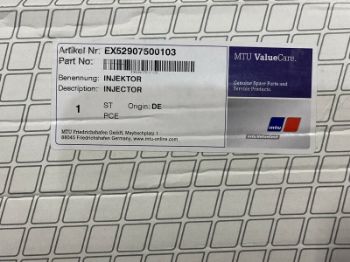 Artikel Nr: EX52907500103
Part No:
Benennung: INJEKTOR
Description: INJECTOR
1 ST Origin: DE
PCE
MTU Friedrichshafen GmbH, Maybachplatz 1
88045 Friedrichshafen Germany, www.mtu-online.com
MTU ValueCare.
Genuine Spare Parts and
Service Products.
mtu